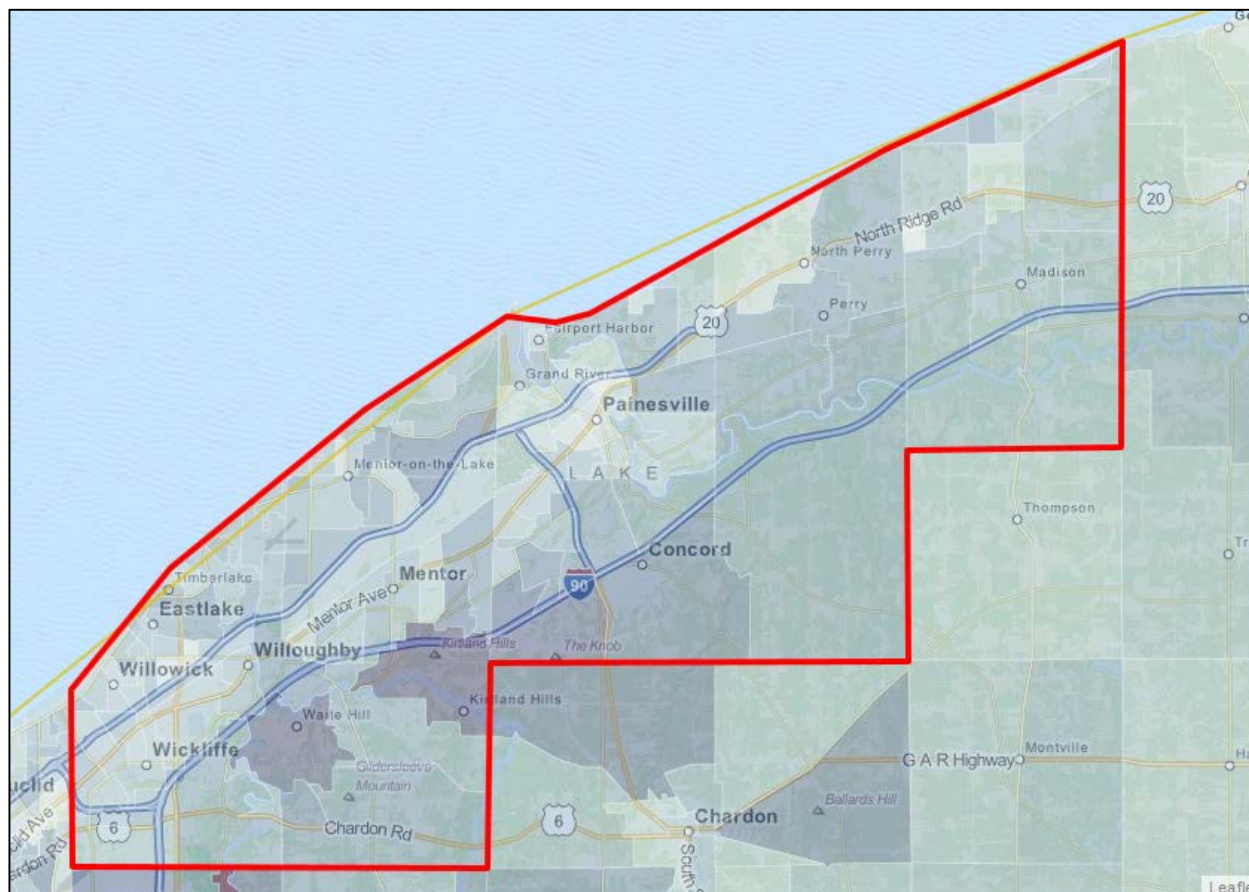 20
North Ridge Rd
North Perry
Madison
Perry
20
Fairport Harbor
Grand River
Painesville
Mentor-on-the-Lake
L A K E
Thompson
Concord
Timberlake
Mentor
90
Eastlake
Mentor Ave
Willoughby
Kirtland Hills
The Knob
Willowick
Kirtland Hills
Waite Hill
Wickliffe
G A R Highway
Montville
Gildersleeve
Mountain
Ballards Hill
6
Chardon Rd
6
Chardon